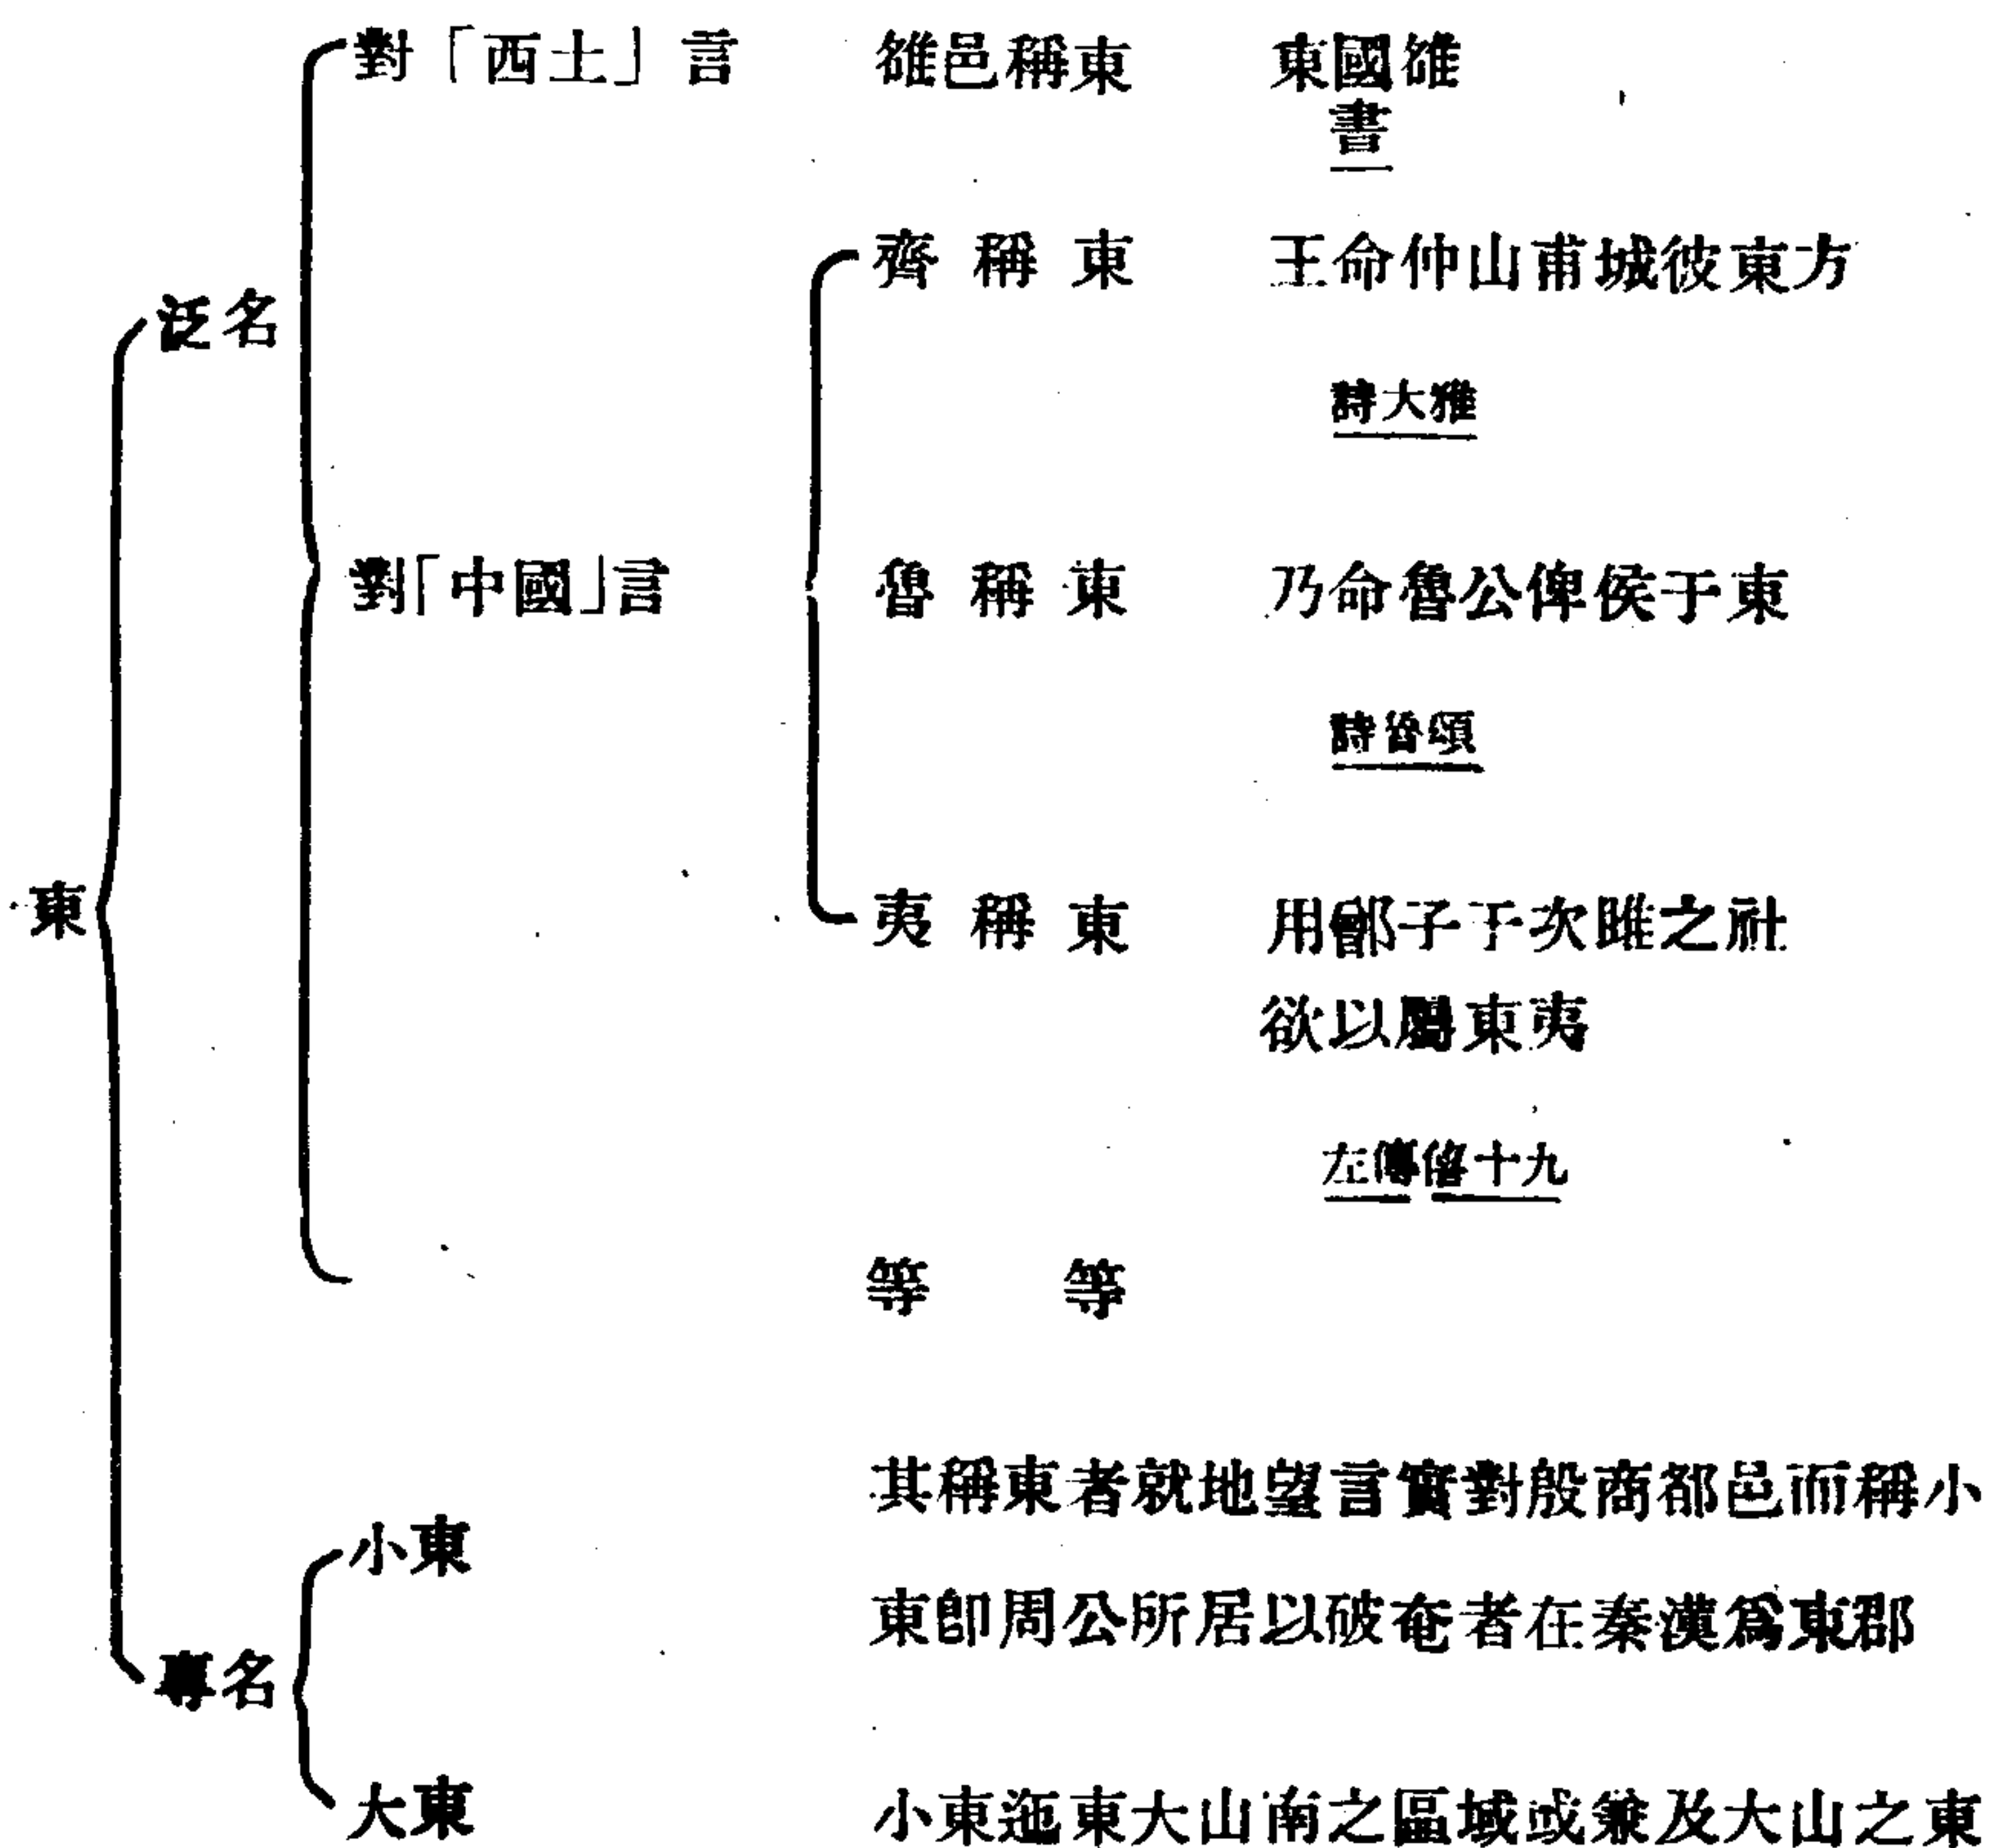 對「西土」言　雒邑稱東　東國雒
書
齊稱東　王命仲山甫城彼東方
泛名
詩大雅
對「中國」言　魯稱東　乃命魯公俾侯于東
詩魯頌
東　夷稱東　用鄫子于次睢之社
欲以屬東夷
左傳僖十九
等等
其稱東者就地望言實對殷商都邑而稱小
小東
東卽周公所居以破奄者在秦漢爲東郡
專名
大東　小東迤東大山南之區域或兼及大山之東